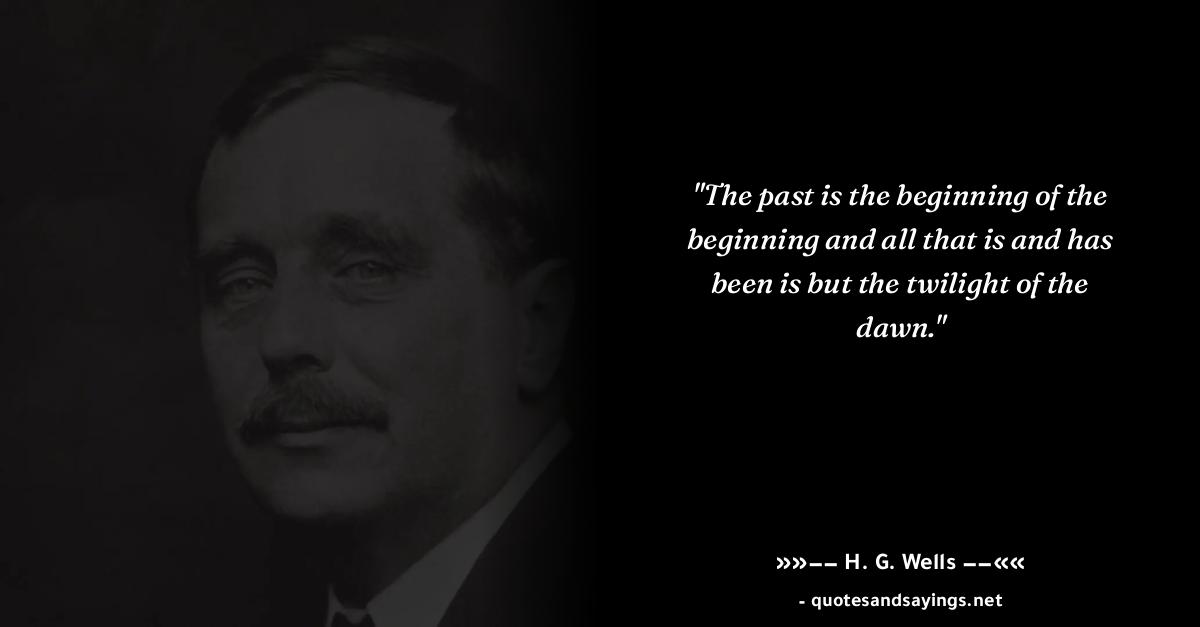 "The past is the beginning of the
beginning and all that is and has
been is but the twilight of the
dawn."
»»−− H. G. Wells −−««
- quotesandsayings.net